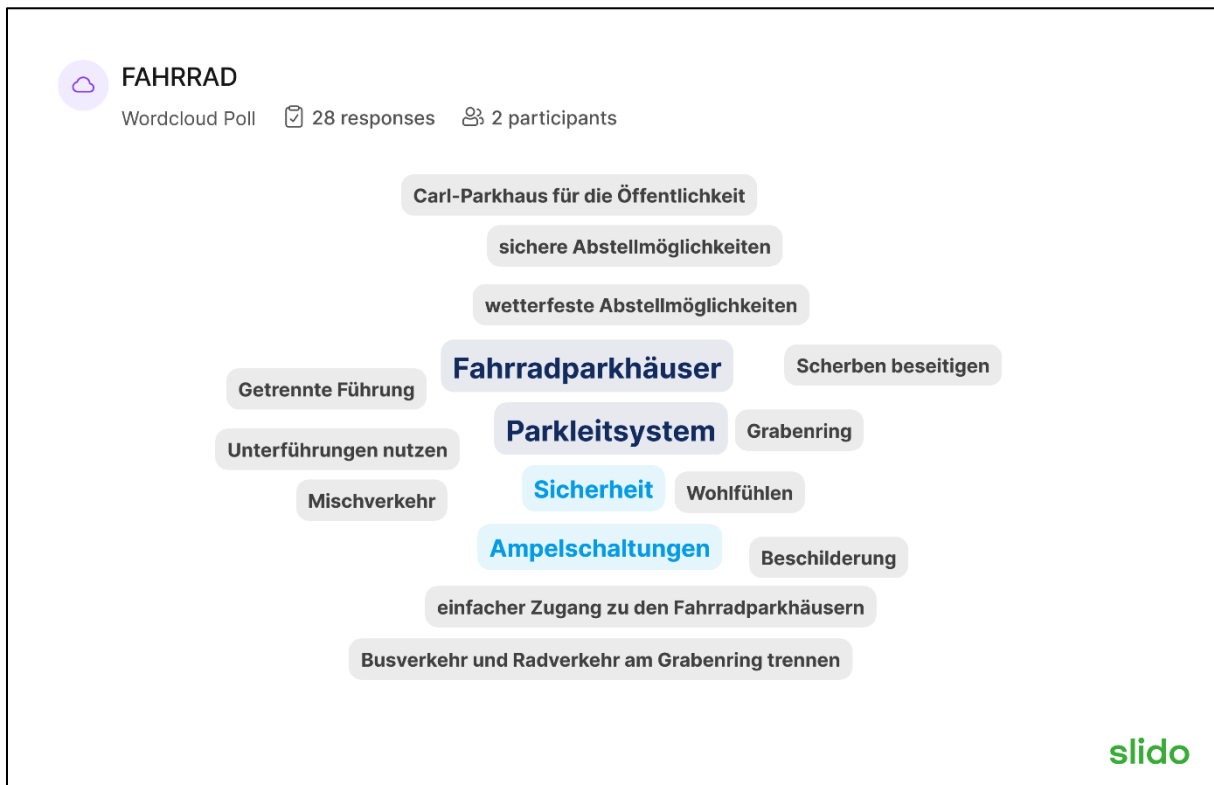 FAHRRAD
Wordcloud Poll 28 responses 2 participants
Carl-Parkhaus für die Öffentlichkeit
sichere Abstellmöglichkeiten
wetterfeste Abstellmöglichkeiten
Fahrradparkhäuser
Scherben beseitigen
Getrennte Führung
Parkleitsystem
Grabenring
Unterführungen nutzen
Sicherheit
Wohlfühlen
Mischverkehr
Ampelschaltungen
Beschilderung
einfacher Zugang zu den Fahrradparkhäusern
Busverkehr und Radverkehr am Grabenring trennen
slido